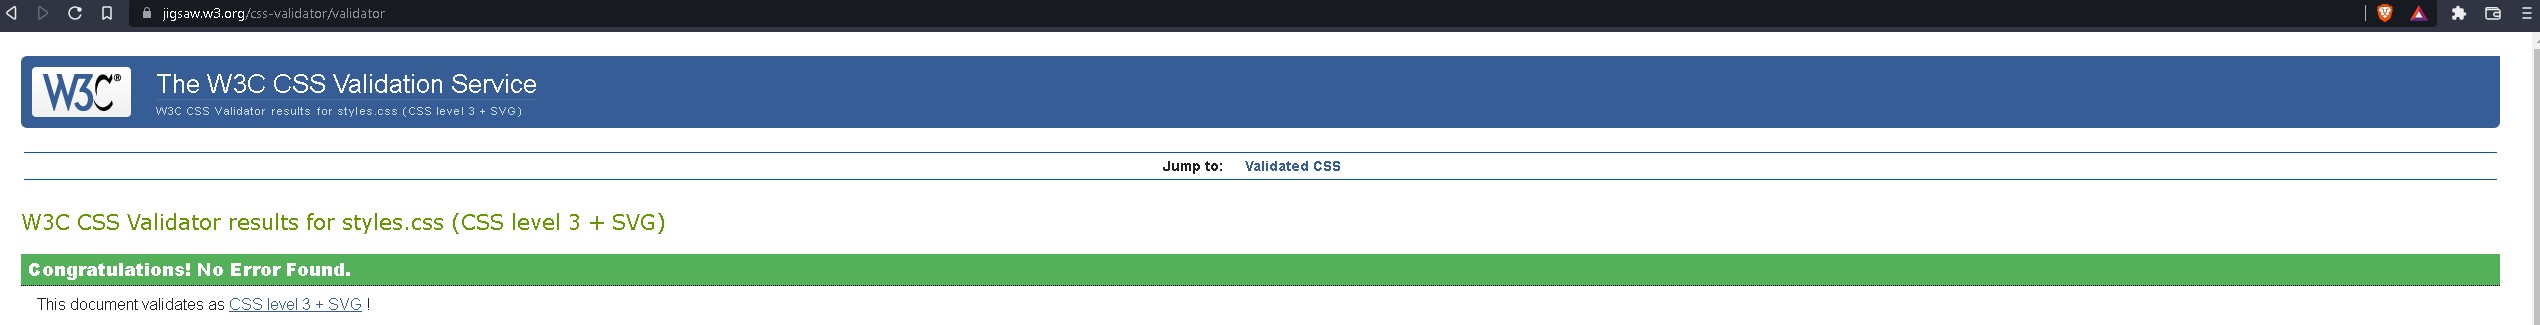 jigsaw.w3.org/css-validator/validator
W3C®
The W3C CSS Validation Service
W3C CSS Validator results for styles.css (CSS level 3 + SVG)
Jump to: Validated CSS
W3C CSS Validator results for styles.css (CSS level 3 + SVG)
Congratulations! No Error Found.
This document validates as CSS level 3 + SVG !